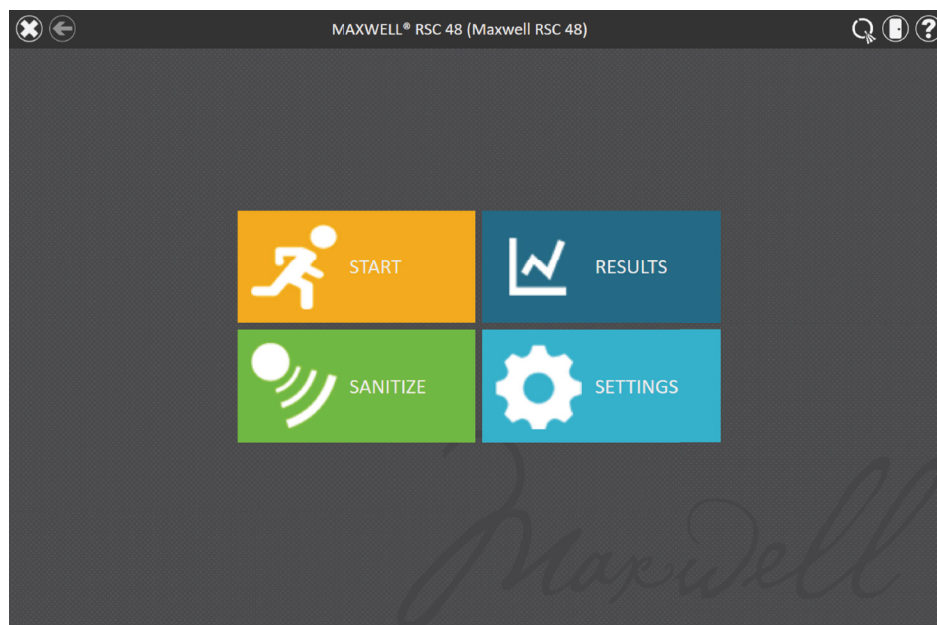 MAXWELL® RSC 48 (Maxwell RSC 48)
START
RESULTS
SANITIZE
SETTINGS
Maxwell